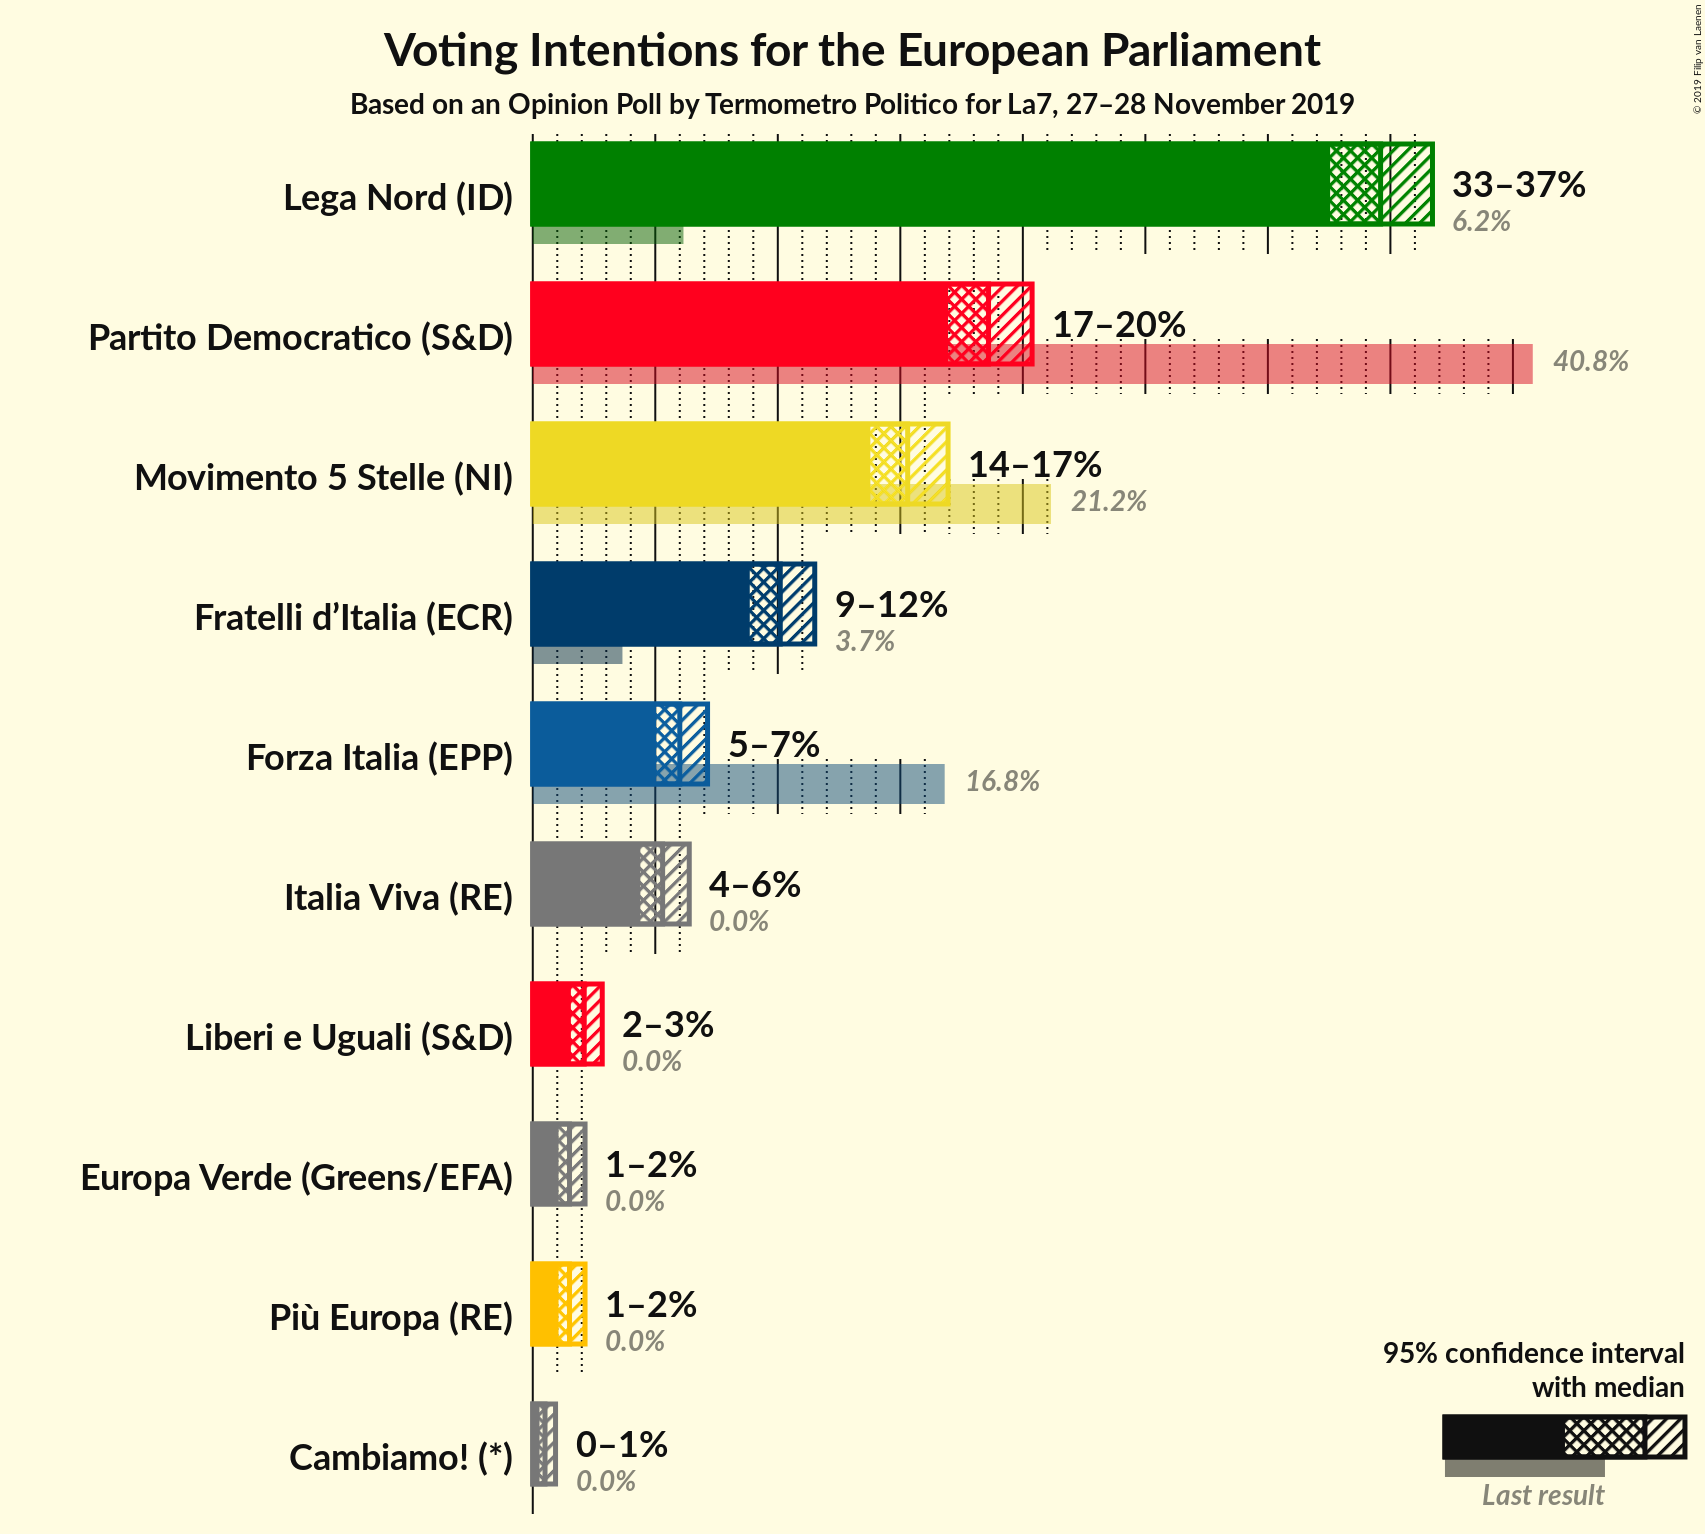 Voting Intentions for the European Parliament
Based on an Opinion Poll by Termometro Politico for La7, 27–28 November 2019
© 2019 Filip van Laenen
Lega Nord (ID)
33–37%
6.2%
Partito Democratico (S&D)
17–20%
40.8%
Movimento 5 Stelle (NI)
14–17%
21.2%
Fratelli d’Italia (ECR)
9–12%
3.7%
Forza Italia (EPP)
5–7%
16.8%
Italia Viva (RE)
4–6%
0.0%
Liberi e Uguali (S&D)
2–3%
0.0%
Europa Verde (Greens/EFA)
1–2%
0.0%
Più Europa (RE)
1–2%
0.0%
Cambiamo! (*)
0–1%
0.0%
95% confidence interval
with median
Last result